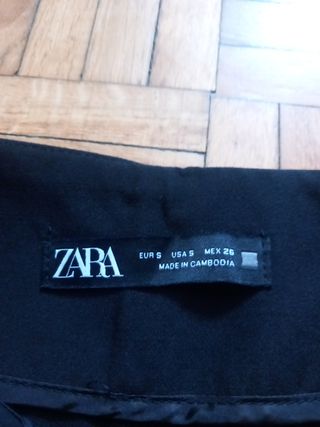 ZARA
EUR S USA S MEX 26
MADE IN CAMBODIA